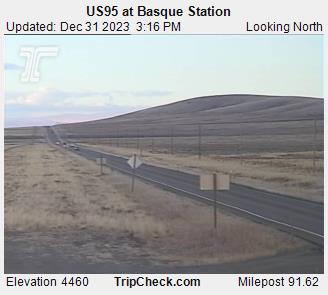 US95 at Basque Station
Updated: Dec 31 2023 3:16 PM Looking North
Elevation 4460 TripCheck.com Milepost 91.62